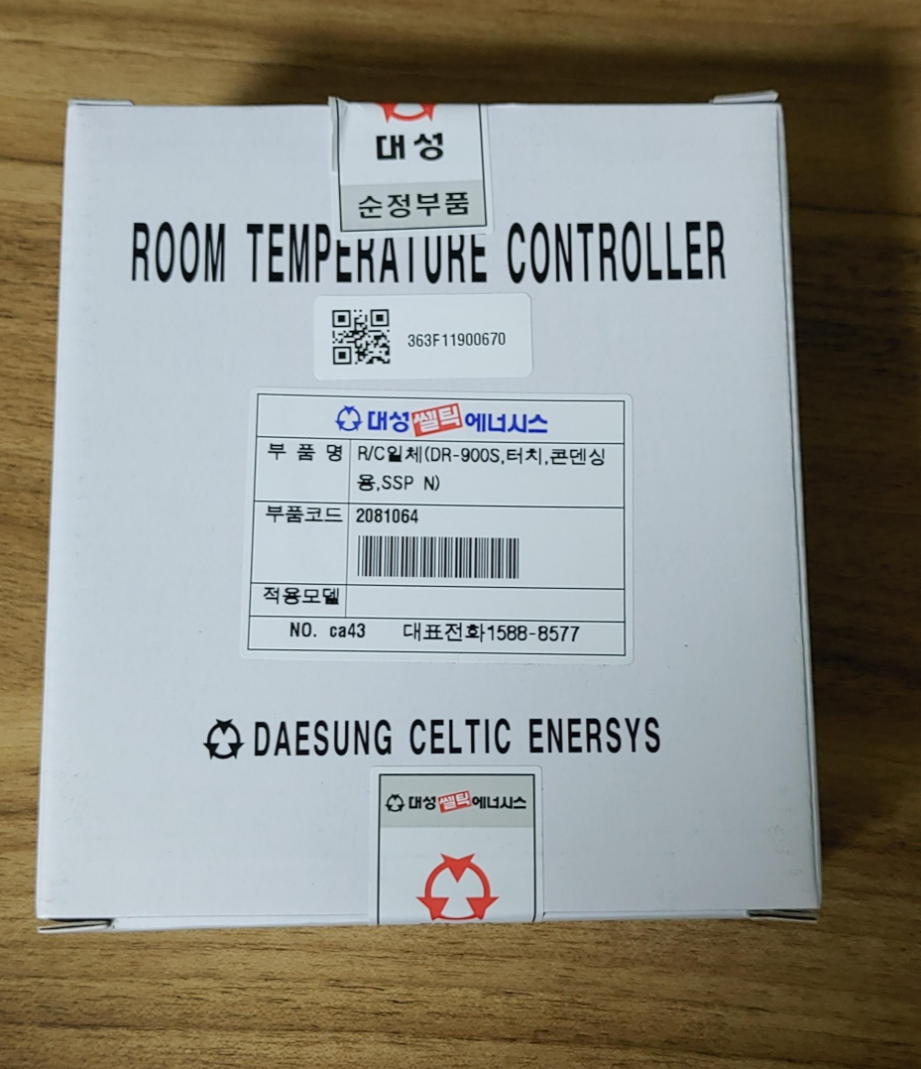 대성
순정부품
ROOM TEMPERATURE CONTROLLER
363F11900670
대성쎌틱에너시스
부 품 명 R/C일체(DR-900S,터치,콘덴싱
용,SSP N)
부품코드 2081064
적용모델
NO. ca43 대표전화1588-8577
DAESUNG CELTIC ENERSYS
대성쎌틱에너시스